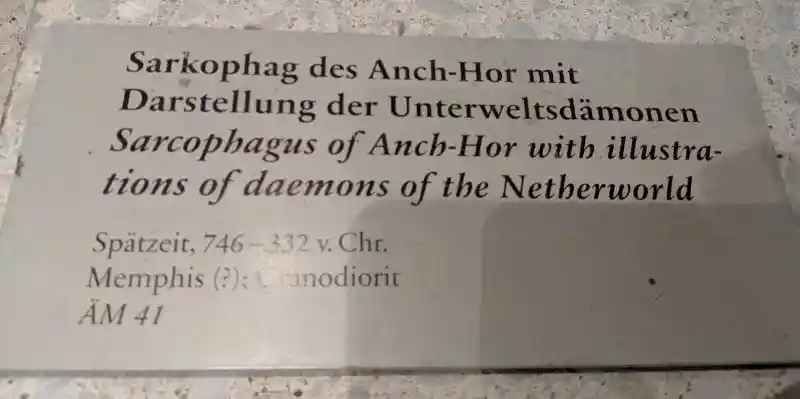 Sarkophag des Anch-Hor mit
Darstellung der Unterweltsdämonen
Sarcophagus of Anch-Hor with illustra-
tions of daemons of the Netherworld
Spätzeit, 746–332 v. Chr.
Memphis (?); Granodiorit
ÄM 41